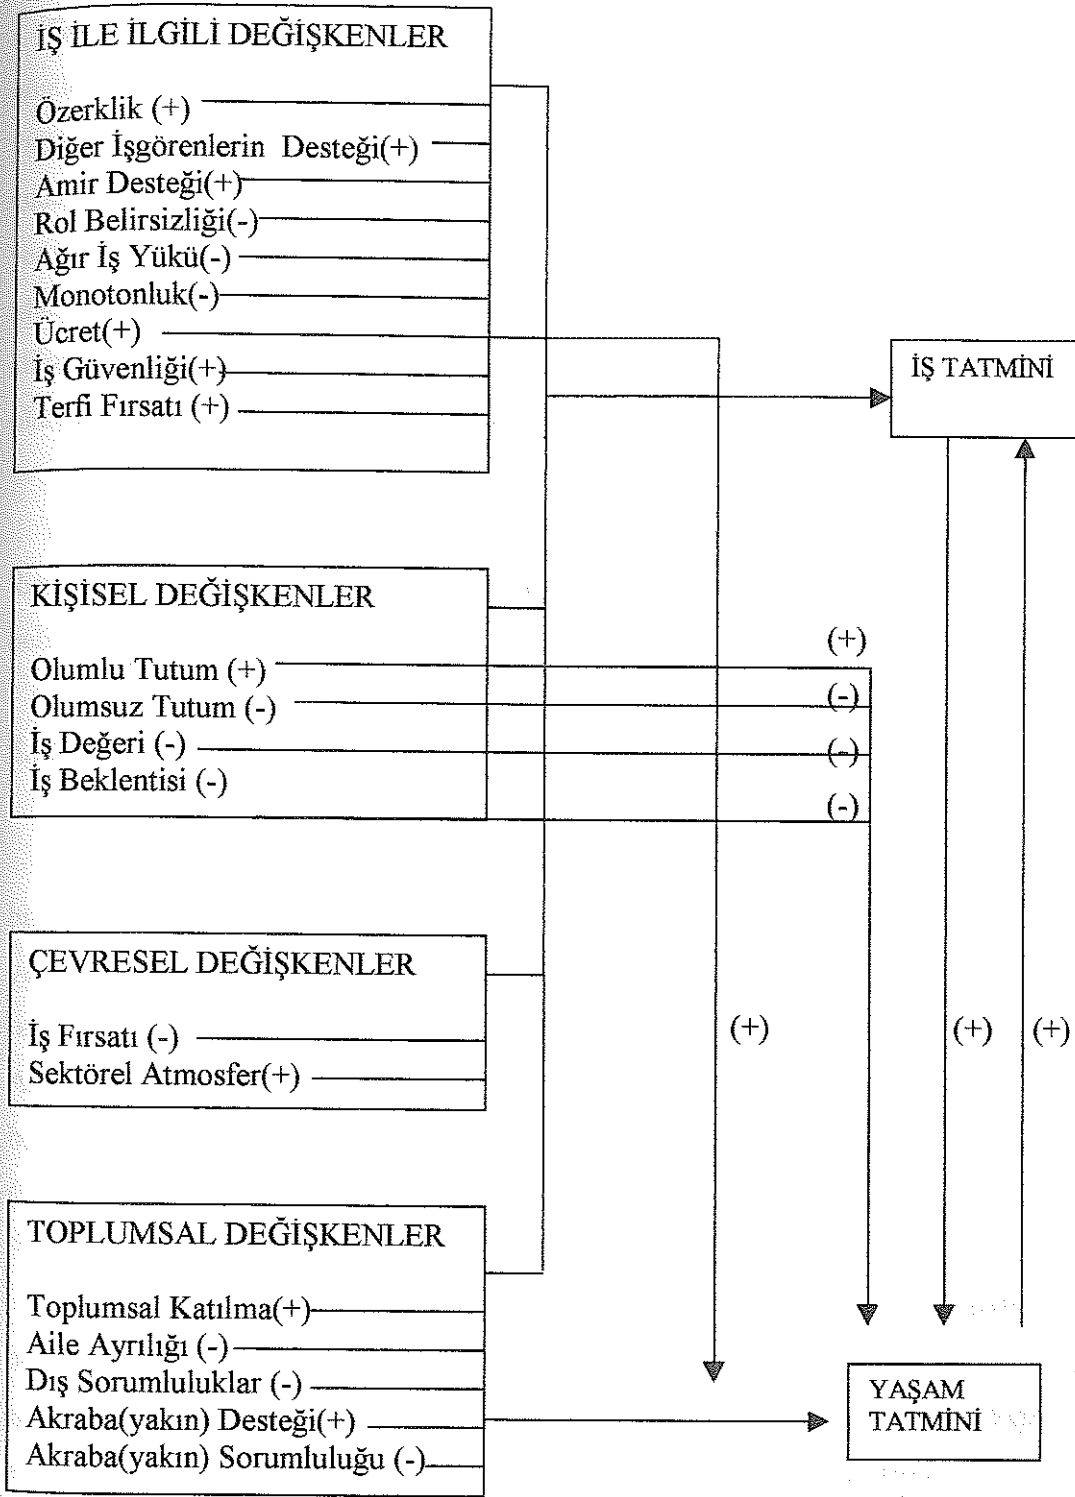 İŞ İLE İLGİLİ DEĞİŞKENLER
Özerklik (+)
Diğer İşgörenlerin Desteği(+)
Amir Desteği(+)
Rol Belirsizliği(-)
Ağır İş Yükü(-)
Monotonluk(-)
Ücret(+)
İş Güvenliği(+)
Terfi Fırsatı (+)
İŞ TATMİNİ
KİŞİSEL DEĞİŞKENLER
Olumlu Tutum (+)
Olumsuz Tutum (-)
İş Değeri (-)
İş Beklentisi (-)
(+)
(-)
(-)
(-)
ÇEVRESEL DEĞİŞKENLER
İş Fırsatı (-)
Sektörel Atmosfer(+)
(+)
(+)
(+)
TOPLUMSAL DEĞİŞKENLER
Toplumsal Katılma(+)
Aile Ayrılığı (-)
Dış Sorumluluklar (-)
Akraba(yakın) Desteği(+)
Akraba(yakın) Sorumluluğu (-)
YAŞAM
TATMİNİ